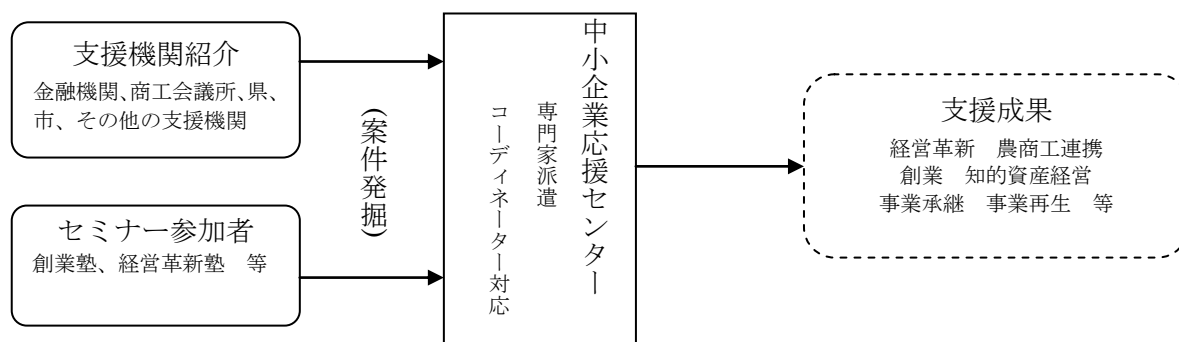 支援機関紹介
金融機関、商工会議所、県、
市、その他の支援機関
セミナー参加者
創業塾、経営革新塾　等
(案件発掘)
中小企業応援センター
専門家派遣
コーディネーター対応
支援成果
経営革新　農商工連携
創業　知的資産経営
事業承継　事業再生　等